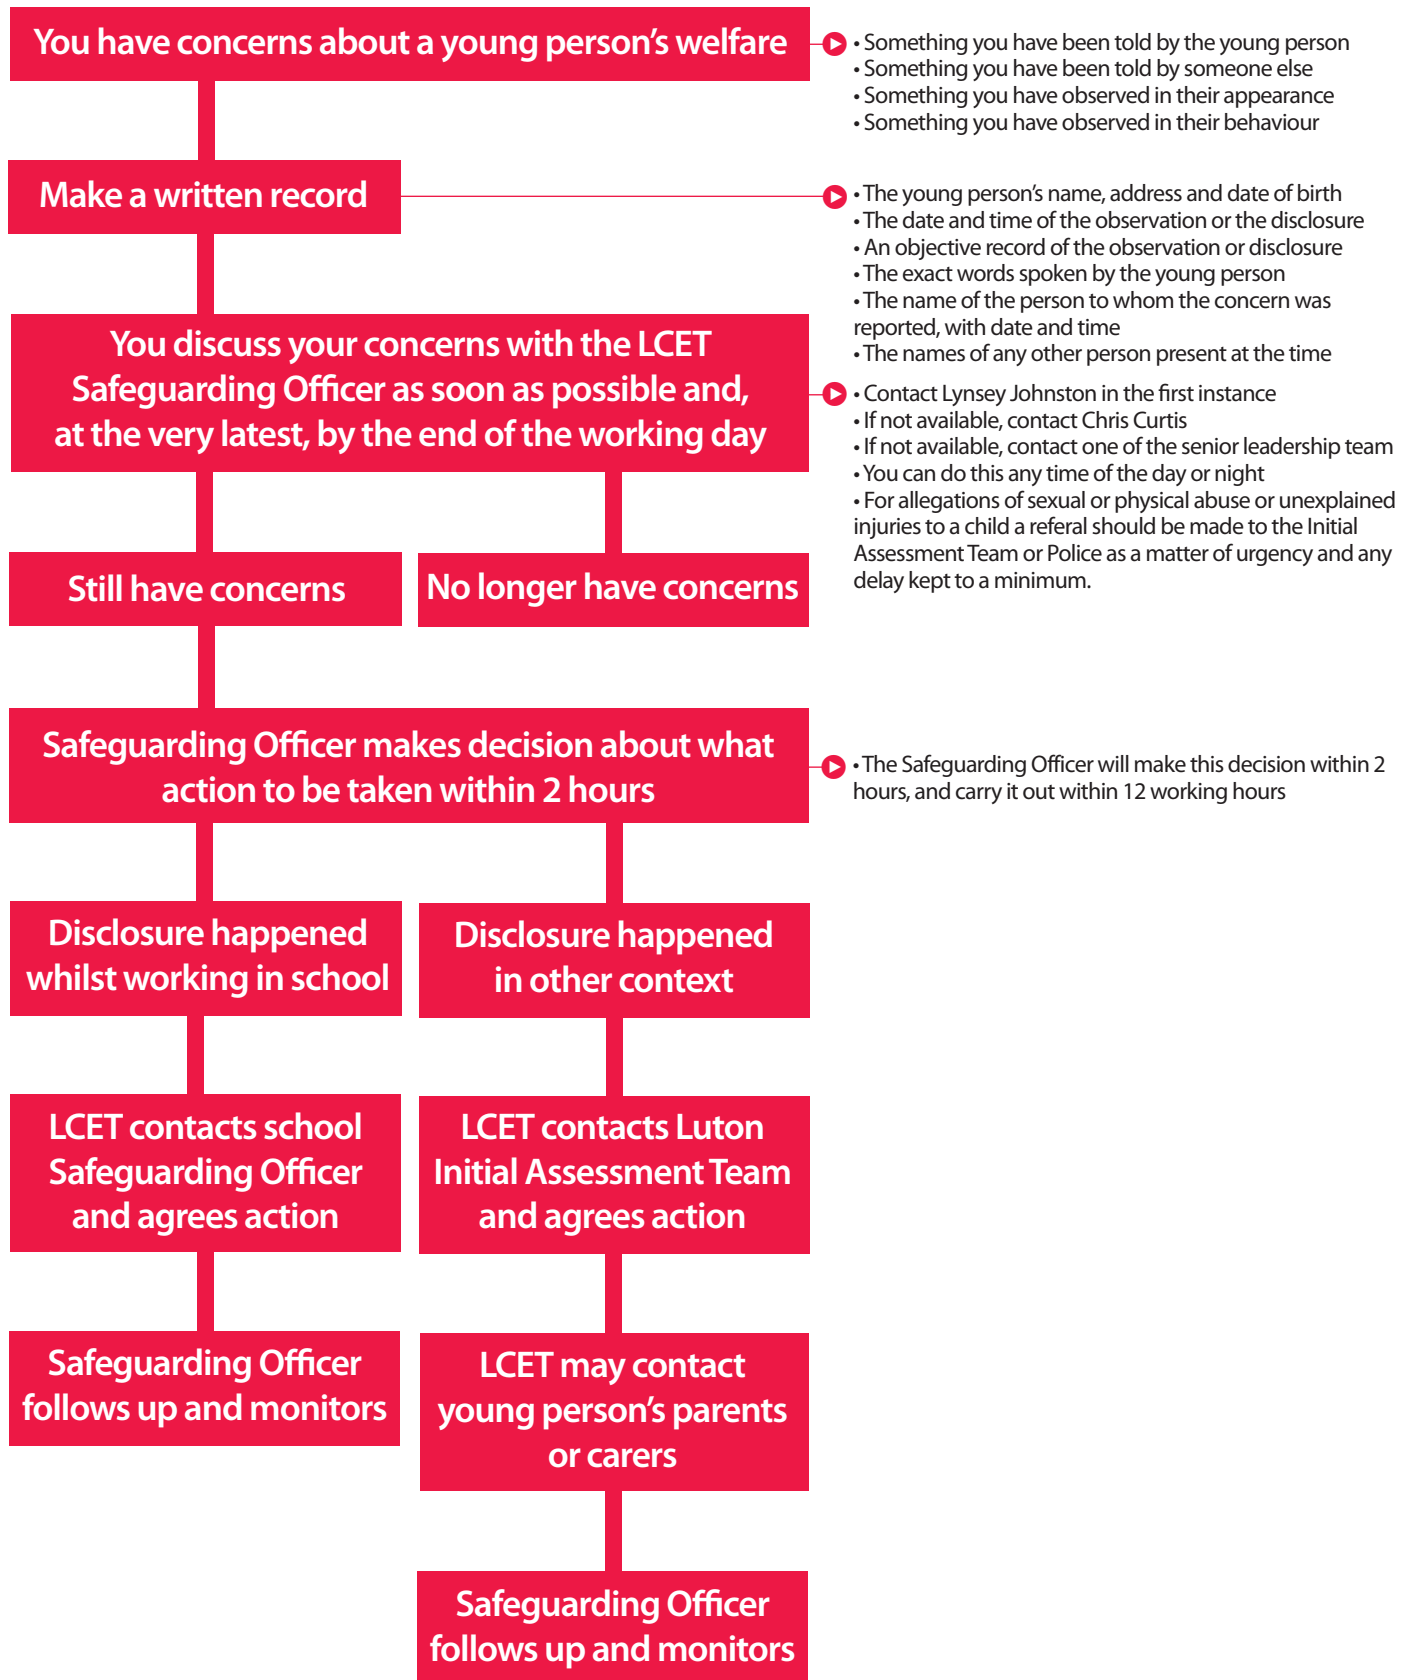 You have concerns about a young person’s welfare
• Something you have been told by the young person
• Something you have been told by someone else
• Something you have observed in their appearance
• Something you have observed in their behaviour
Make a written record
• The young person’s name, address and date of birth
• The date and time of the observation or the disclosure
• An objective record of the observation or disclosure
• The exact words spoken by the young person
• The name of the person to whom the concern was
reported, with date and time
• The names of any other person present at the time
You discuss your concerns with the LCET
Safeguarding Officer as soon as possible and,
at the very latest, by the end of the working day
• Contact Lynsey Johnston in the first instance
• If not available, contact Chris Curtis
• If not available, contact one of the senior leadership team
• You can do this any time of the day or night
• For allegations of sexual or physical abuse or unexplained
injuries to a child a referal should be made to the Initial
Assessment Team or Police as a matter of urgency and any
delay kept to a minimum.
Still have concerns
No longer have concerns
Safeguarding Officer makes decision about what
action to be taken within 2 hours
• The Safeguarding Officer will make this decision within 2
hours, and carry it out within 12 working hours
Disclosure happened
whilst working in school
Disclosure happened
in other context
LCET contacts school
Safeguarding Officer
and agrees action
LCET contacts Luton
Initial Assessment Team
and agrees action
Safeguarding Officer
follows up and monitors
LCET may contact
young person’s parents
or carers
Safeguarding Officer
follows up and monitors